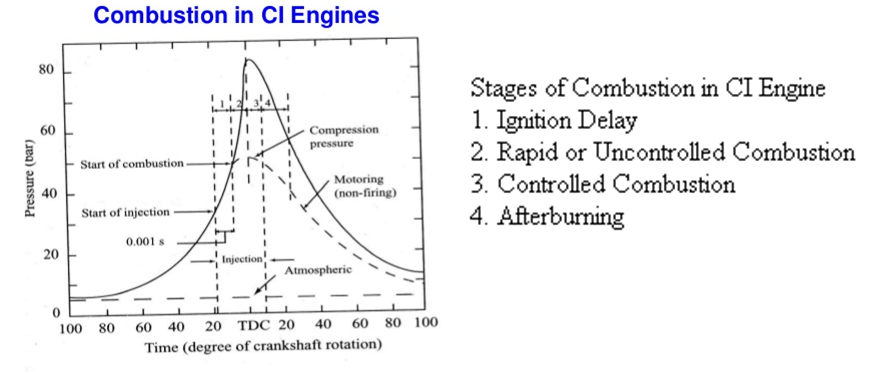 Combustion in CI Engines
80
60
40
20
0
Pressure (bar)
1 2 3 4
Compression
pressure
Start of combustion
Motoring
(non-firing)
Start of injection
0.001 s
Injection
Atmospheric
100 80 60 40 20 TDC 20 40 60 80 100
Time (degree of crankshaft rotation)
Stages of Combustion in CI Engine
1. Ignition Delay
2. Rapid or Uncontrolled Combustion
3. Controlled Combustion
4. Afterburning